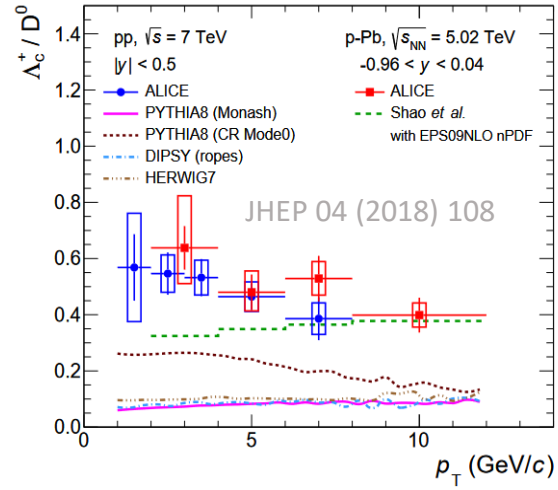 Λc⁺ / D⁰
1.4
1.2
1.0
0.8
0.6
0.4
0.2
0.0
pp, √s = 7 TeV
|y| < 0.5
ALICE
PYTHIA8 (Monash)
PYTHIA8 (CR Mode0)
DIPSY (ropes)
HERWIG7
p-Pb, √sNN = 5.02 TeV
-0.96 < y < 0.04
ALICE
Shao et al.
with EPS09NLO nPDF
JHEP 04 (2018) 108
0 5 10
pT (GeV/c)